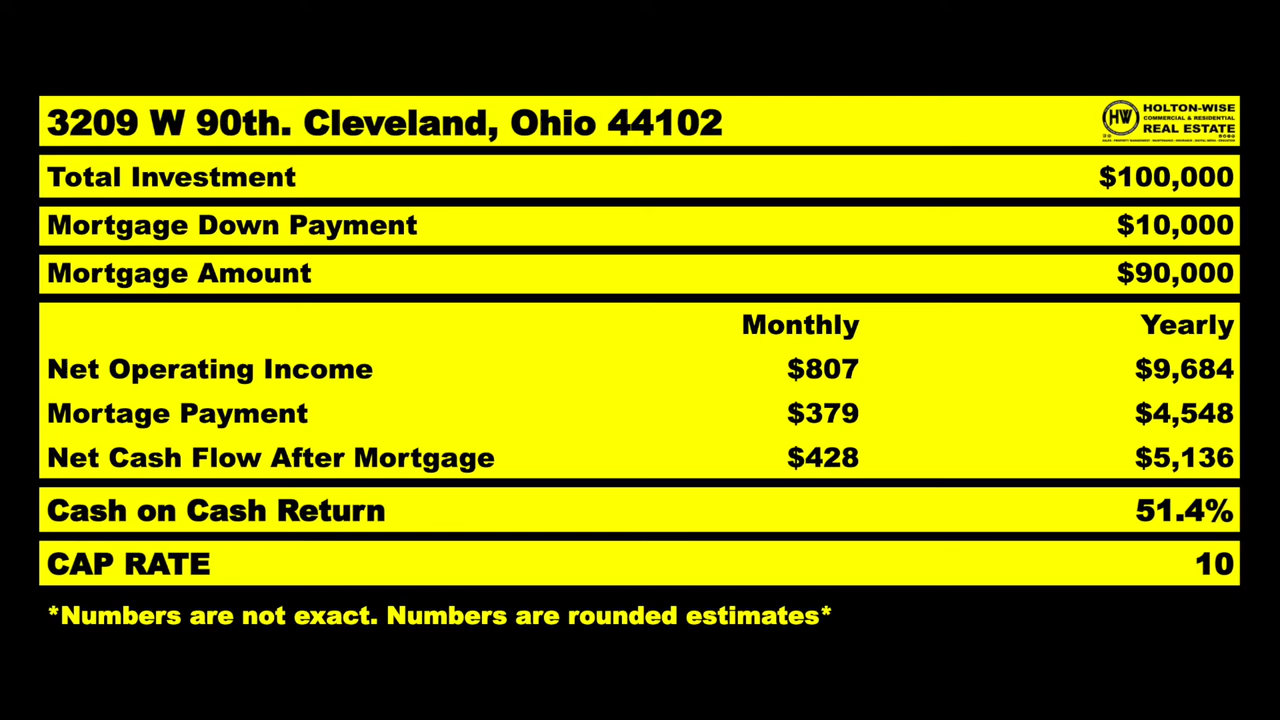 3209 W 90th. Cleveland, Ohio 44102
HOLTON-WISE
COMMERCIAL & RESIDENTIAL
REAL ESTATE
HW
Total Investment $100,000
Mortgage Down Payment $10,000
Mortgage Amount $90,000
Monthly Yearly
Net Operating Income $807 $9,684
Mortage Payment $379 $4,548
Net Cash Flow After Mortgage $428 $5,136
Cash on Cash Return 51.4%
CAP RATE 10
*Numbers are not exact. Numbers are rounded estimates*